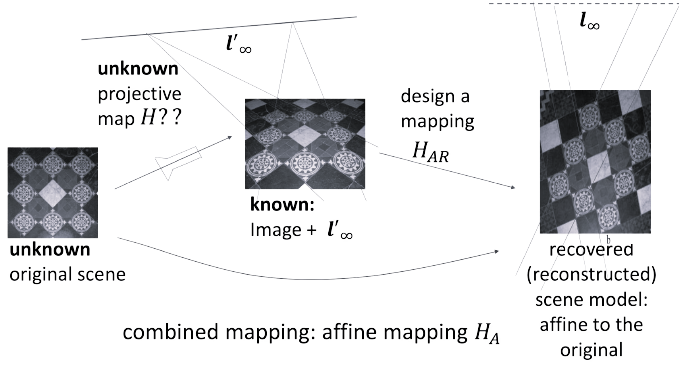 l'∞
l∞
unknown
projective
map H??
design a
mapping
H_AR
known:
Image + l'∞
unknown
original scene
recovered
(reconstructed)
scene model:
affine to the
original
combined mapping: affine mapping H_A